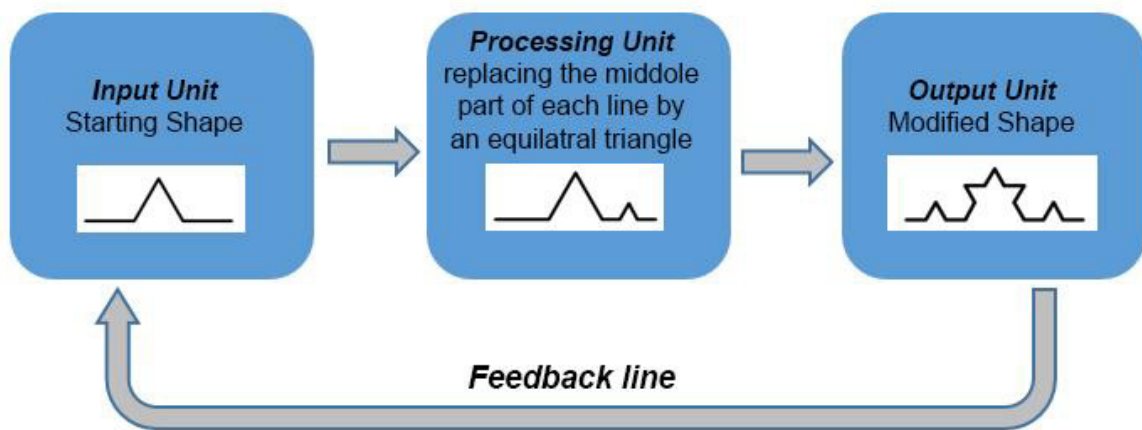 Input Unit
Starting Shape
Processing Unit
replacing the middole
part of each line by
an equilatral triangle
Output Unit
Modified Shape
Feedback line